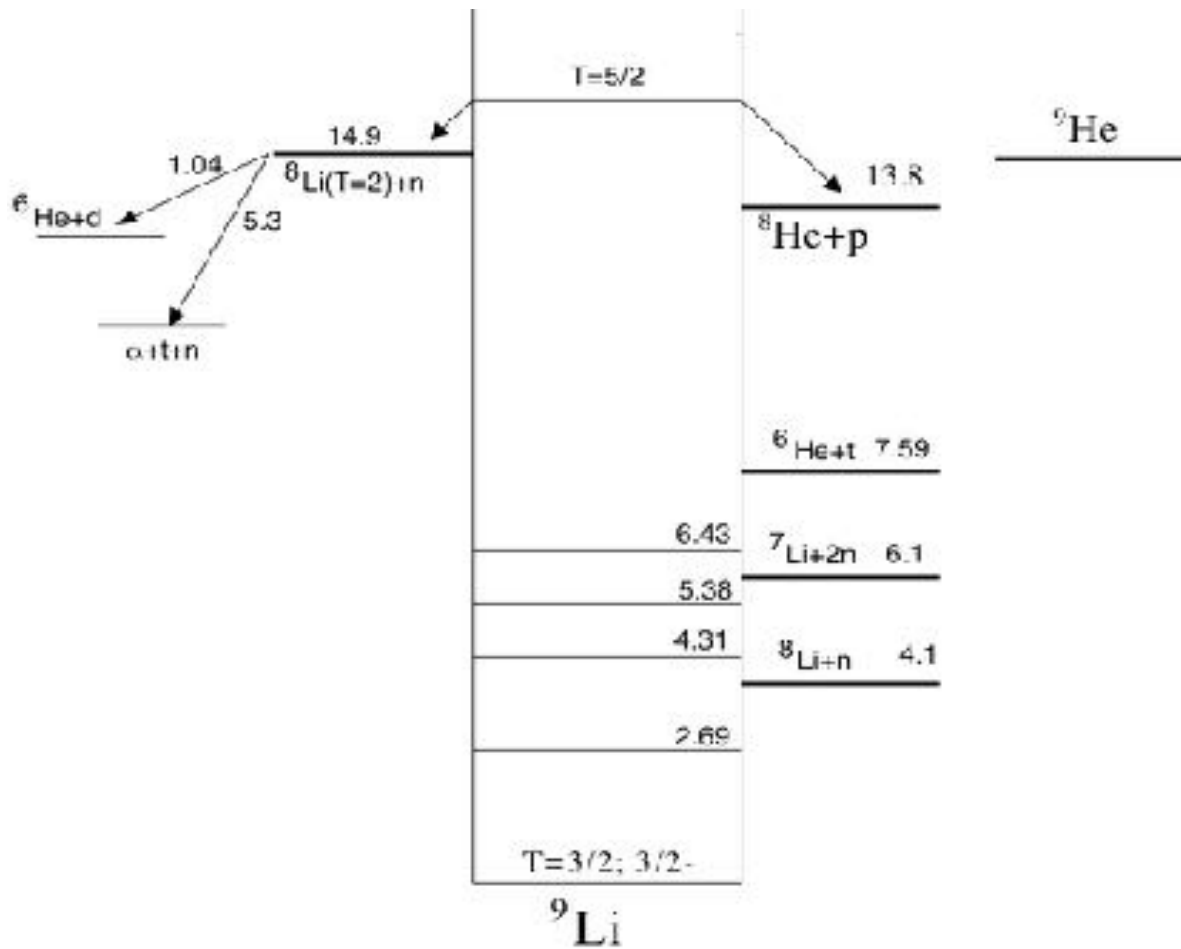 T=5/2
⁹He
14.9
1.04
⁸Li(T=2)+n
13.8
⁶He+d
5.3
⁸He+p
α+t+n
⁶He+t 7.59
6.43
⁷Li+2n 6.1
5.38
4.31
⁸Li+n 4.1
2.69
T=3/2; 3/2-
⁹Li